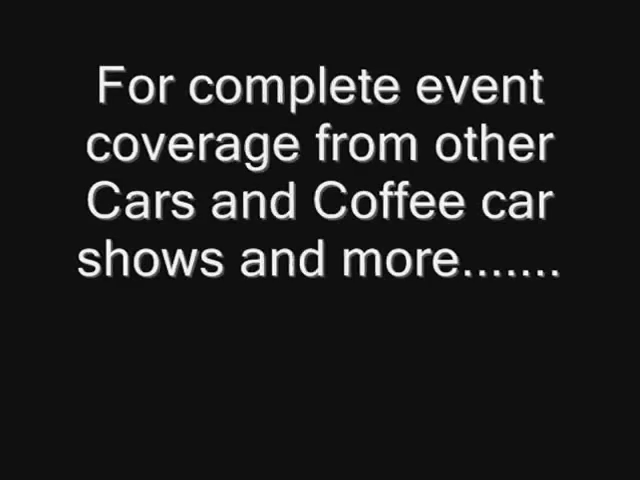 For complete event
coverage from other
Cars and Coffee car
shows and more.......